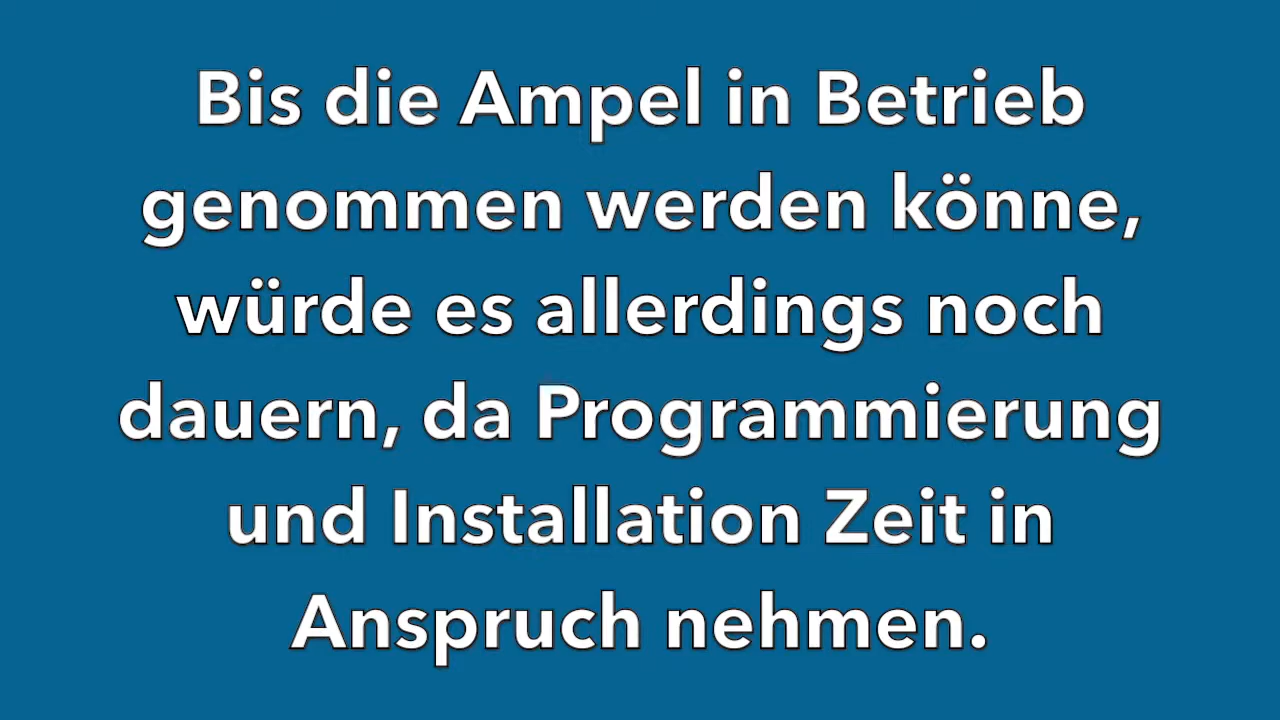 Bis die Ampel in Betrieb
genommen werden könne,
würde es allerdings noch
dauern, da Programmierung
und Installation Zeit in
Anspruch nehmen.